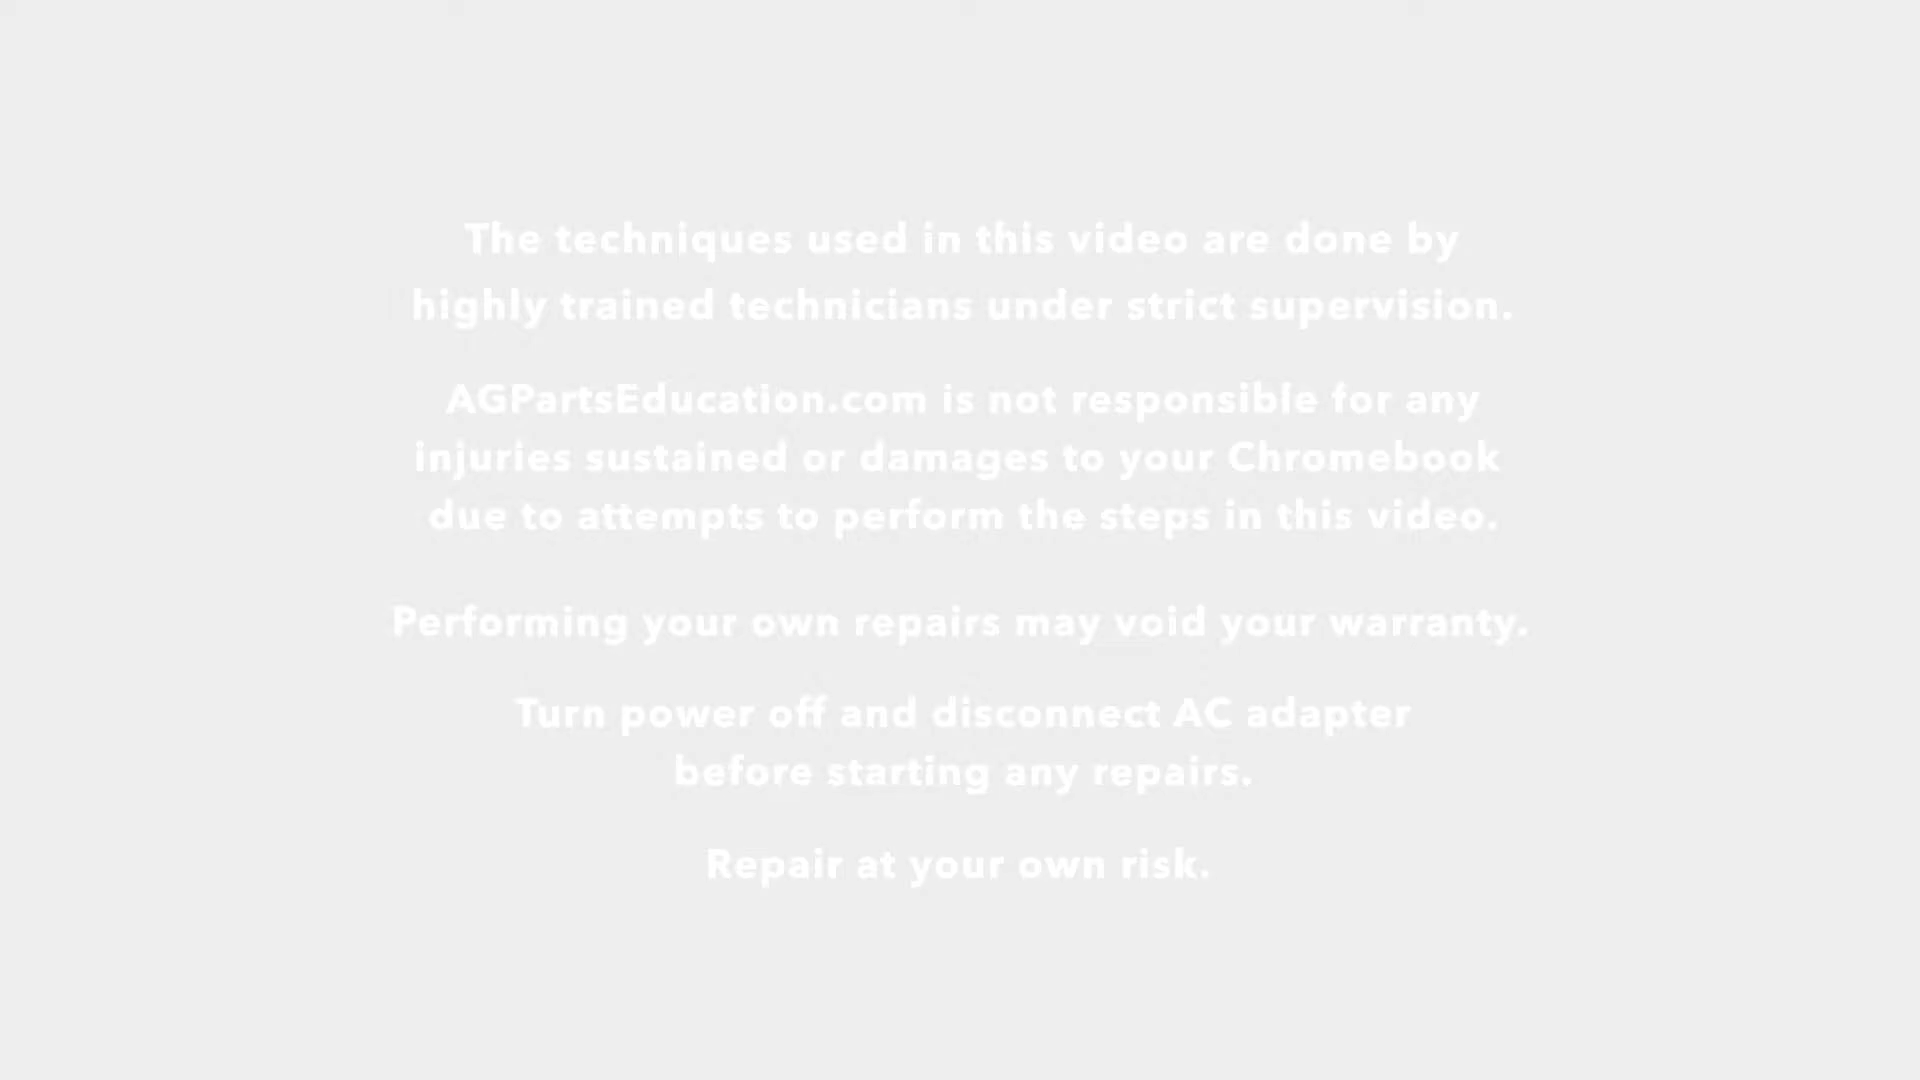 The techniques used in this video are done by
highly trained technicians under strict supervision.
AGPartsEducation.com is not responsible for any
injuries sustained or damages to your Chromebook
due to attempts to perform the steps in this video.
Performing your own repairs may void your warranty.
Turn power off and disconnect AC adapter
before starting any repairs.
Repair at your own risk.